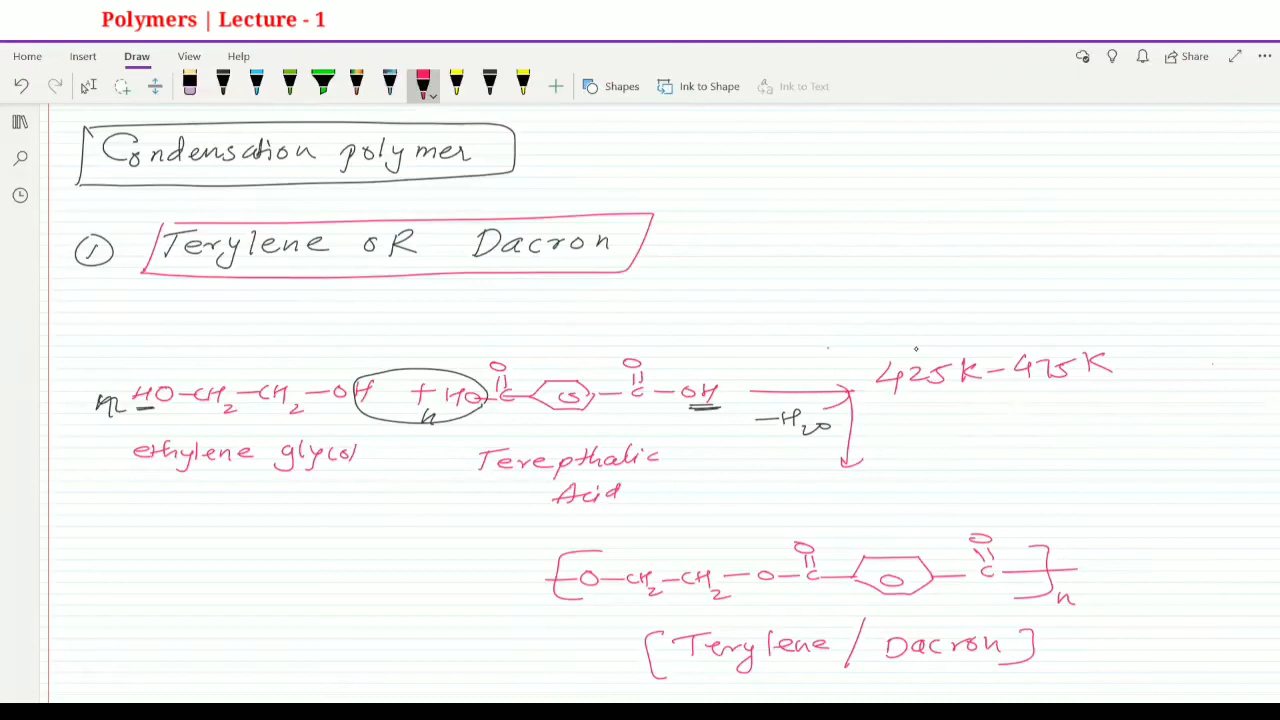 Polymers | Lecture - 1
Home Insert Draw View Help Share
Shapes Ink to Shape Ink to Text
Condensation polymer
① Terylene OR Dacron
425K-475K
n HO-CH2-CH2-OH + n HO-C-⌬-C-OH
O O
-H2O
ethylene glycol Terepthalic
Acid
O O
[-O-CH2-CH2-O-C-⌬-C-]n
[Terylene / Dacron]